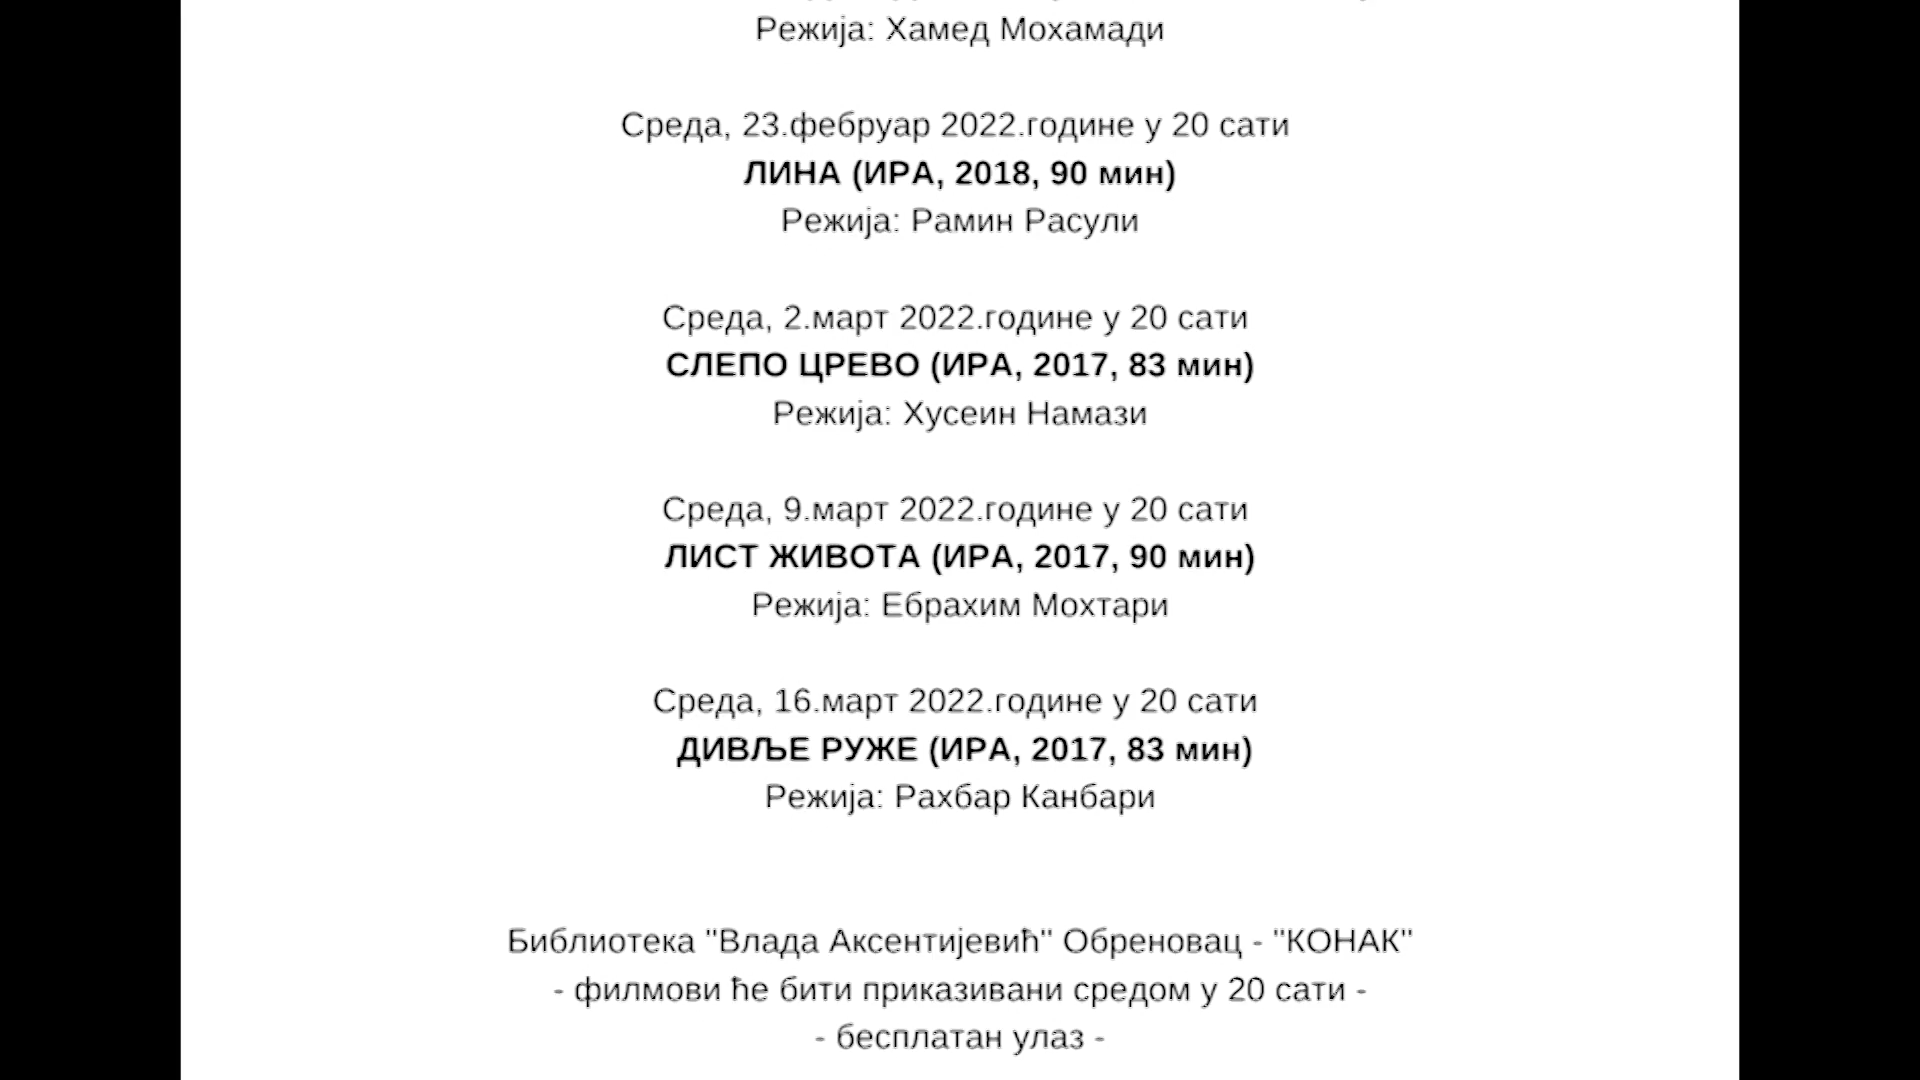 Режија: Хамед Мохамади
Среда, 23.фебруар 2022.године у 20 сати
ЛИНА (ИРА, 2018, 90 мин)
Режија: Рамин Расули
Среда, 2.март 2022.године у 20 сати
СЛЕПО ЦРЕВО (ИРА, 2017, 83 мин)
Режија: Хусеин Намази
Среда, 9.март 2022.године у 20 сати
ЛИСТ ЖИВОТА (ИРА, 2017, 90 мин)
Режија: Ебрахим Мохтари
Среда, 16.март 2022.године у 20 сати
ДИВЉЕ РУЖЕ (ИРА, 2017, 83 мин)
Режија: Рахбар Канбари
Библиотека "Влада Аксентијевић" Обреновац - "КОНАК"
- филмови ће бити приказивани средом у 20 сати -
- бесплатан улаз -